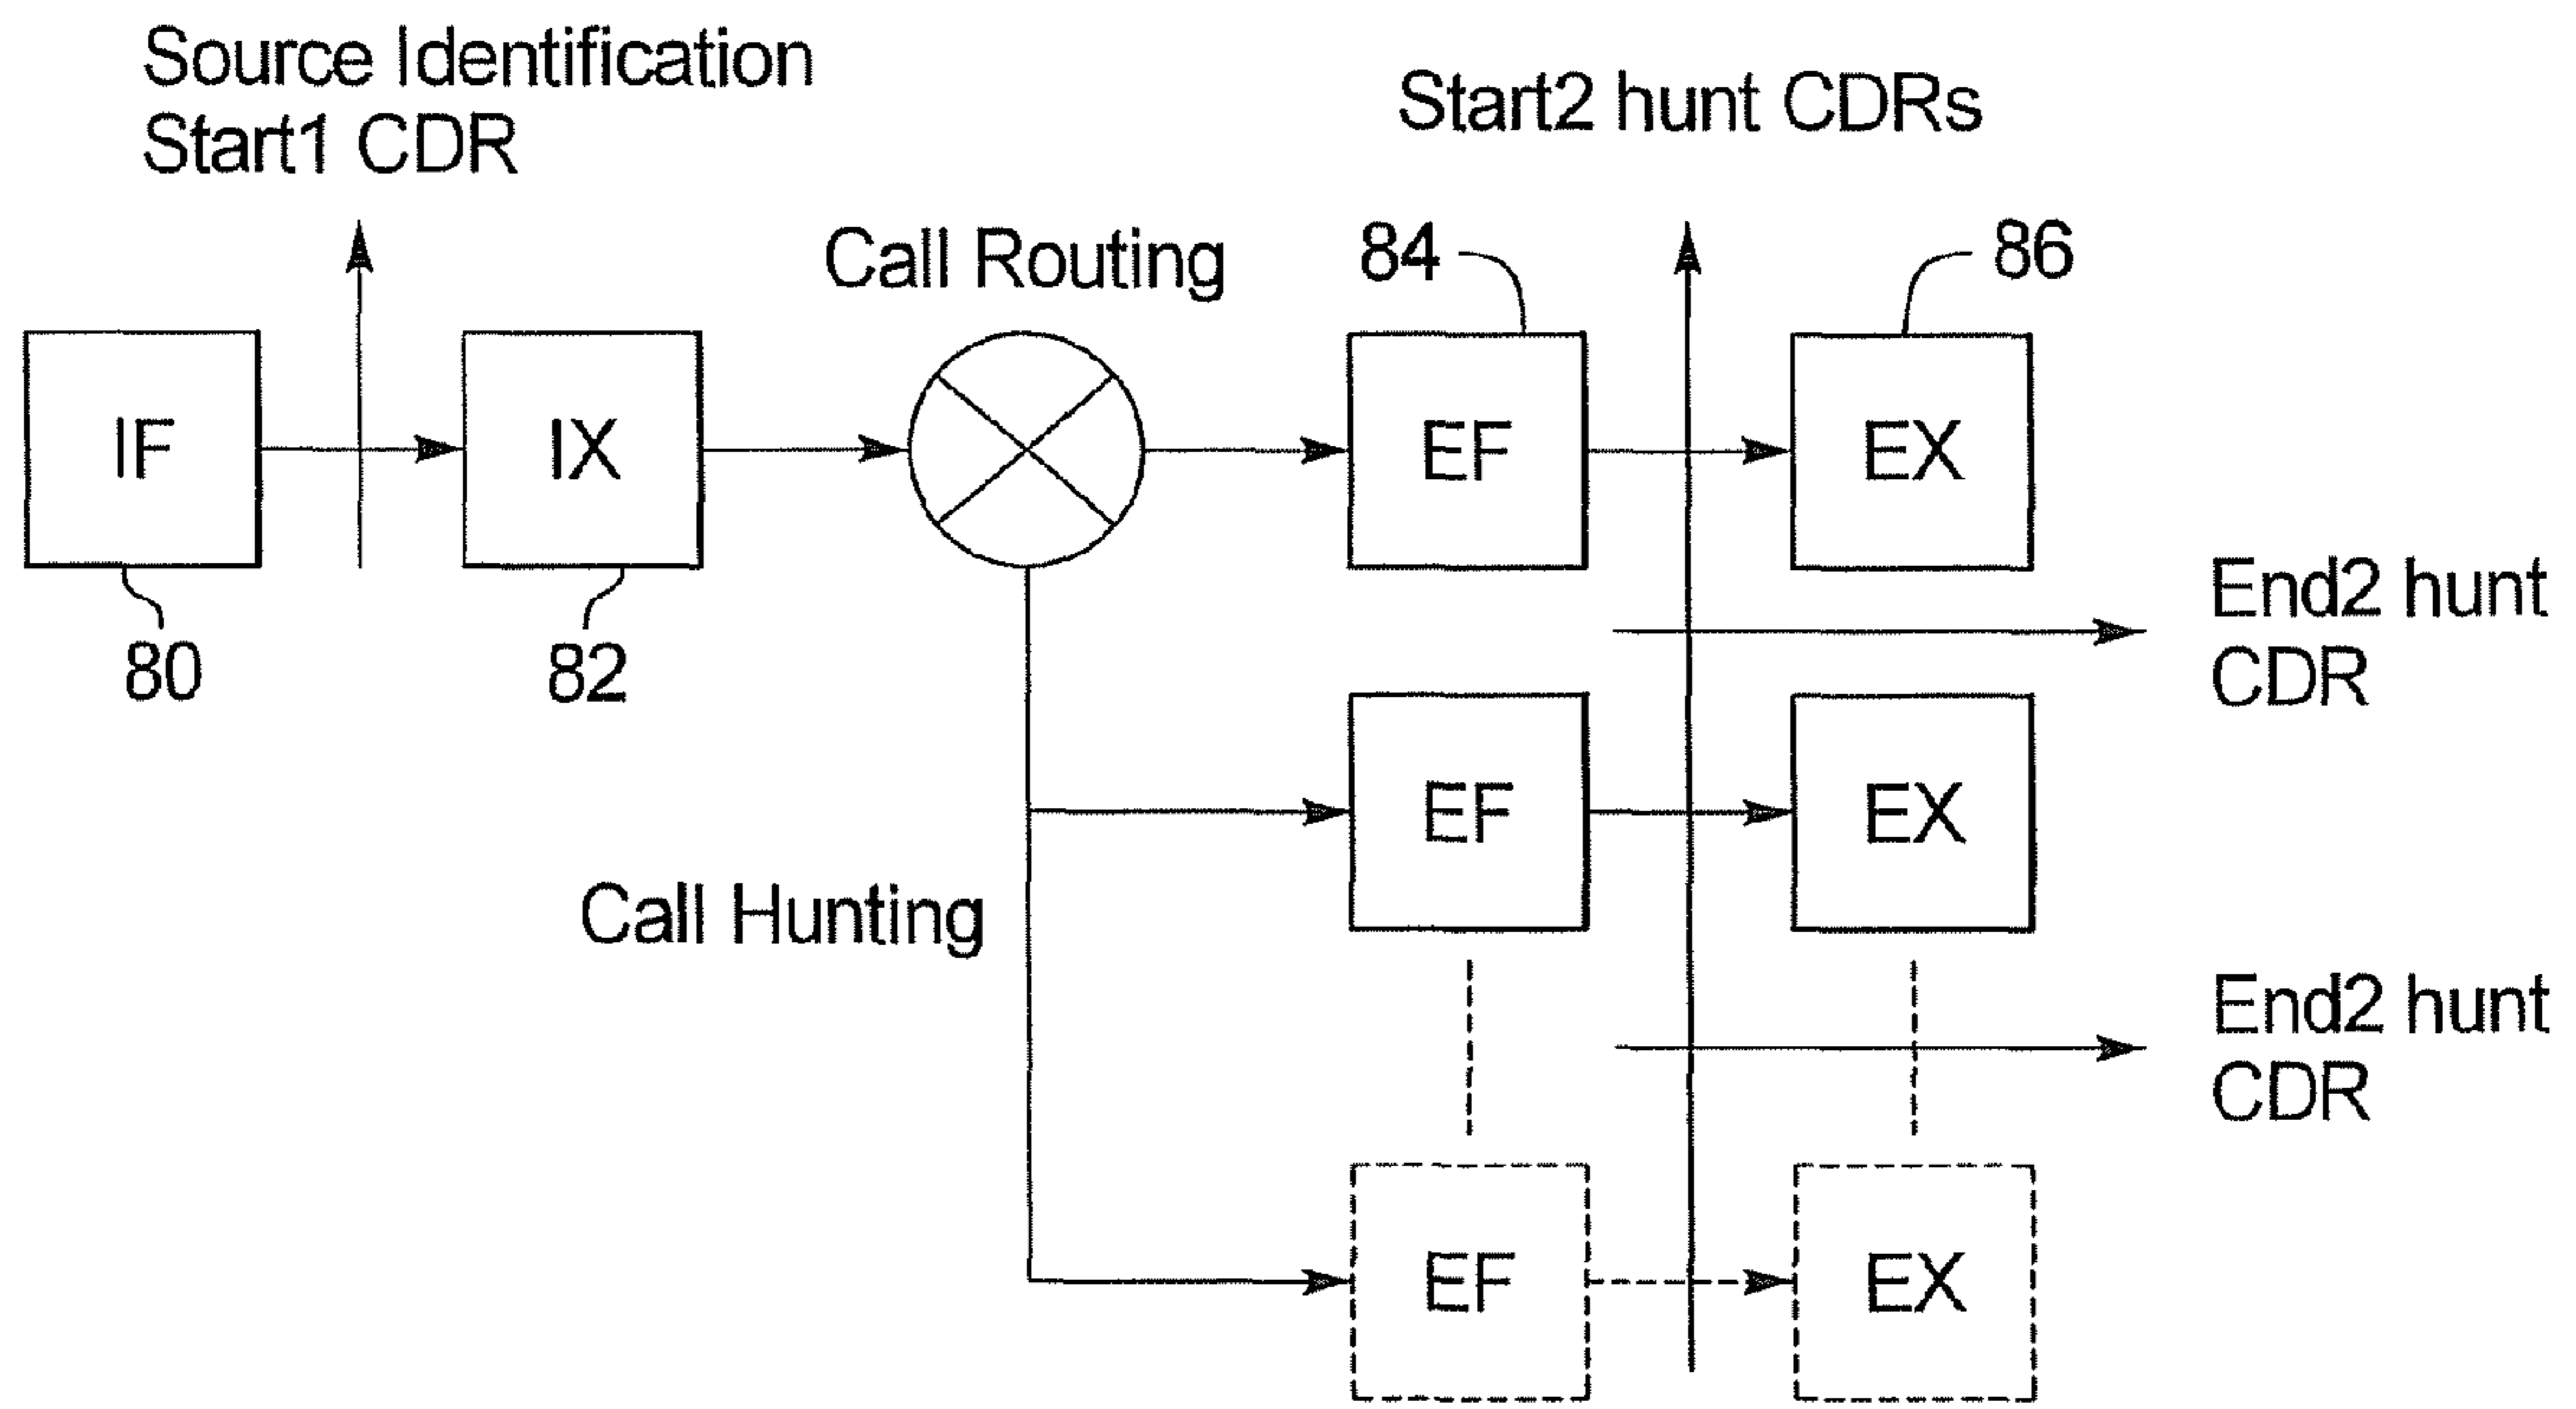 Source Identification
Start1 CDR
Start2 hunt CDRs
Call Routing
84
86
IF
IX
EF
EX
80
82
End2 hunt
CDR
EF
EX
Call Hunting
End2 hunt
CDR
EF
EX